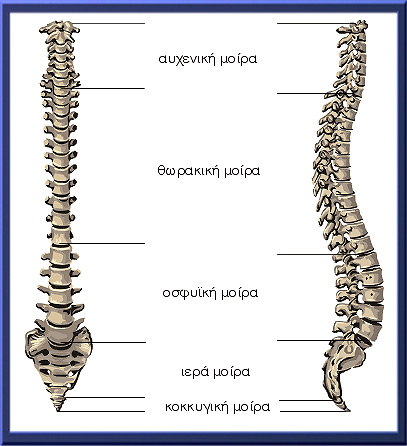 αυχενική μοίρα
θωρακική μοίρα
οσφυϊκή μοίρα
ιερά μοίρα
κοκκυγική μοίρα